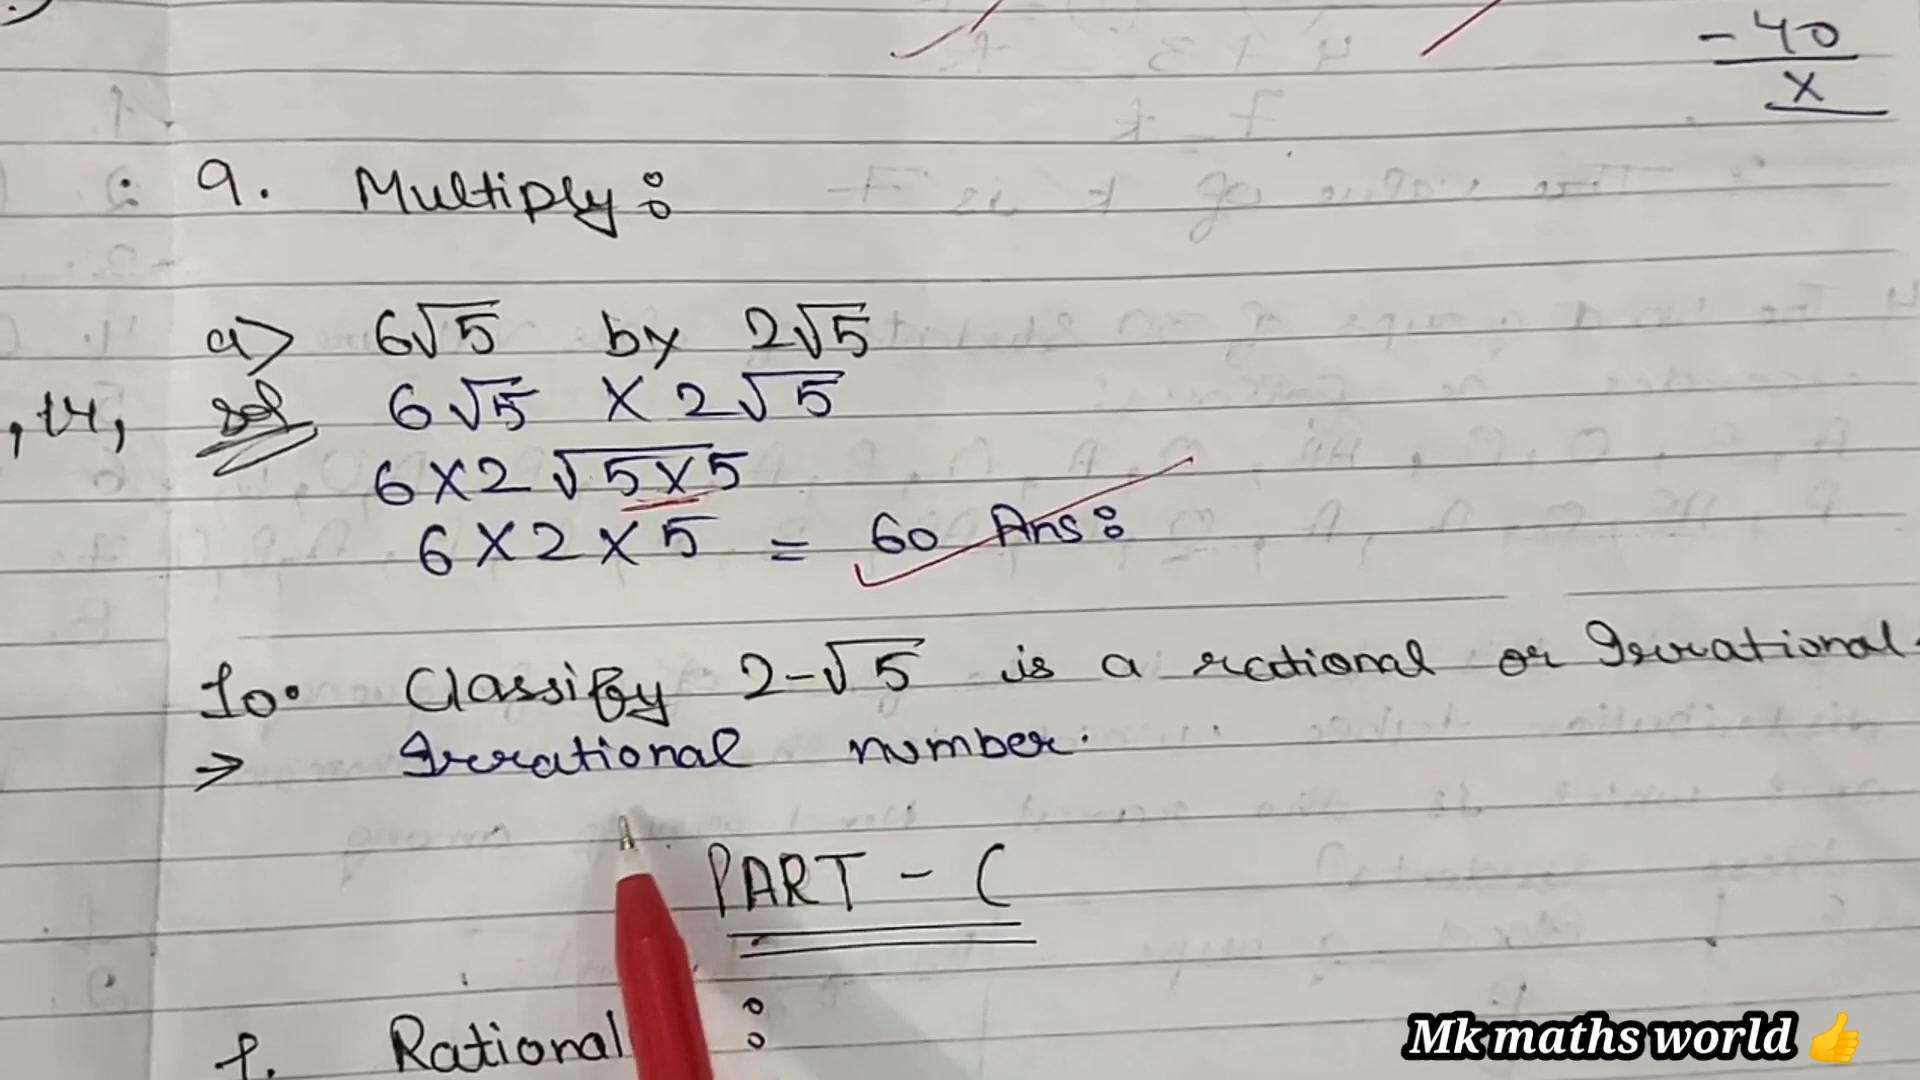 - 40
x
9. Multiply:
a> 6√5 by 2√5
, 14, sol 6√5 × 2√5
6×2 √5×5
6×2×5 = 60 Ans:
10. Classify 2-√5 is a rational or Irrational.
→ Irrational number.
PART - C
1. Rational :
Mk maths world 👍